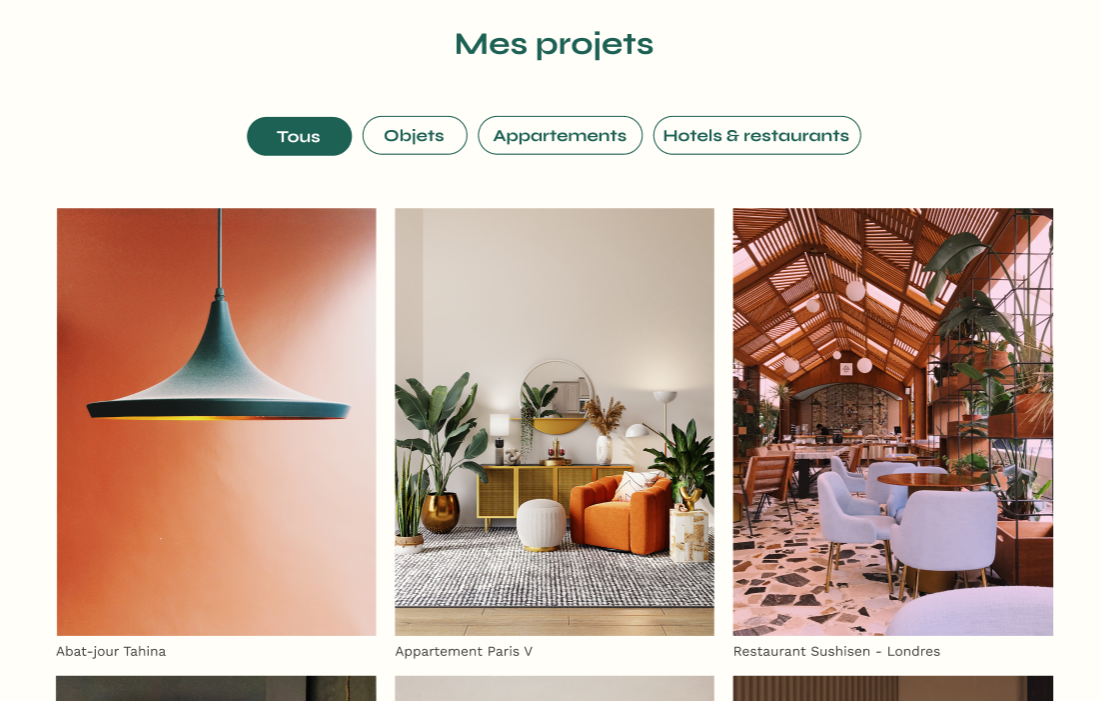 Mes projets
Tous
Objets
Appartements
Hotels & restaurants
Abat-jour Tahina
Appartement Paris V
Restaurant Sushisen - Londres